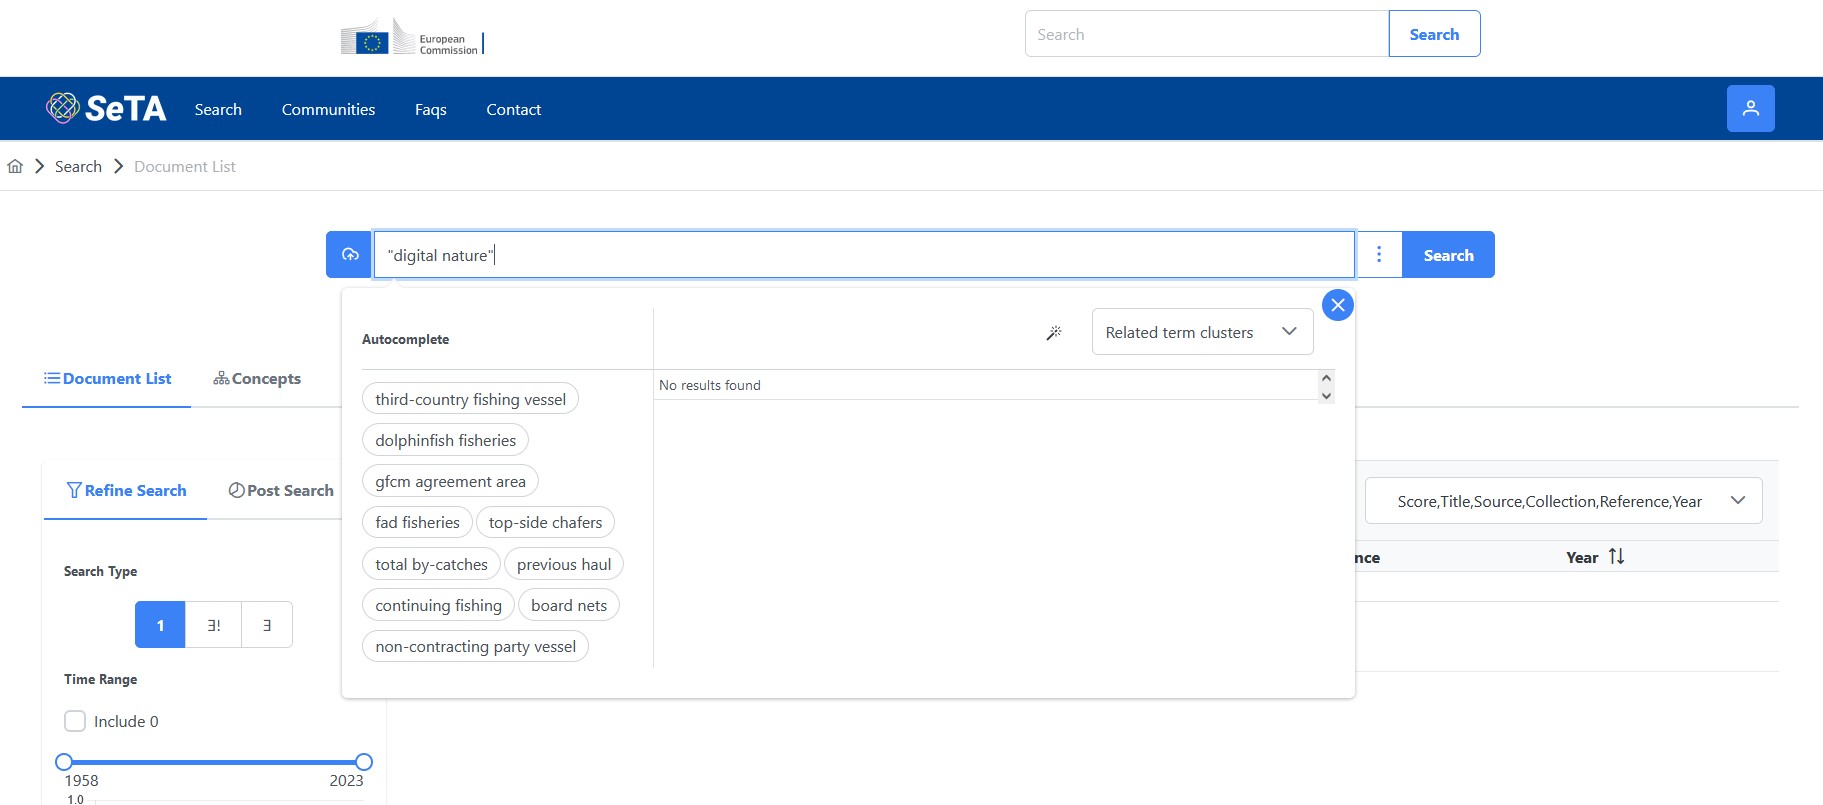 European
Commission
Search
Search
SeTA
Search
Communities
Faqs
Contact
Search
Document List
"digital nature"
Search
Autocomplete
Related term clusters
third-country fishing vessel
No results found
dolphinfish fisheries
gfcm agreement area
fad fisheries
top-side chafers
total by-catches
previous haul
continuing fishing
board nets
non-contracting party vessel
Document List
Concepts
Refine Search
Post Search
Score,Title,Source,Collection,Reference,Year
nce
Year
Search Type
1
∃!
∃
Time Range
Include 0
1958
2023
1.0